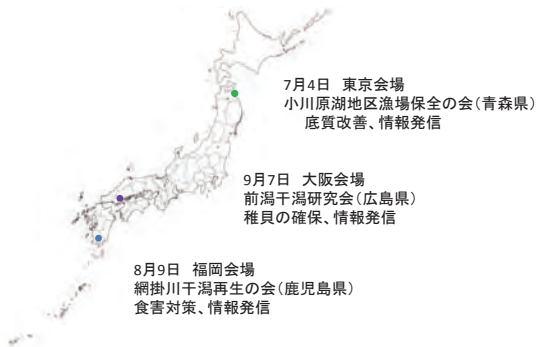 7月4日　東京会場
小川原湖地区漁場保全の会(青森県)
底質改善、情報発信
9月7日　大阪会場
前潟干潟研究会(広島県)
稚貝の確保、情報発信
8月9日　福岡会場
網掛川干潟再生の会(鹿児島県)
食害対策、情報発信